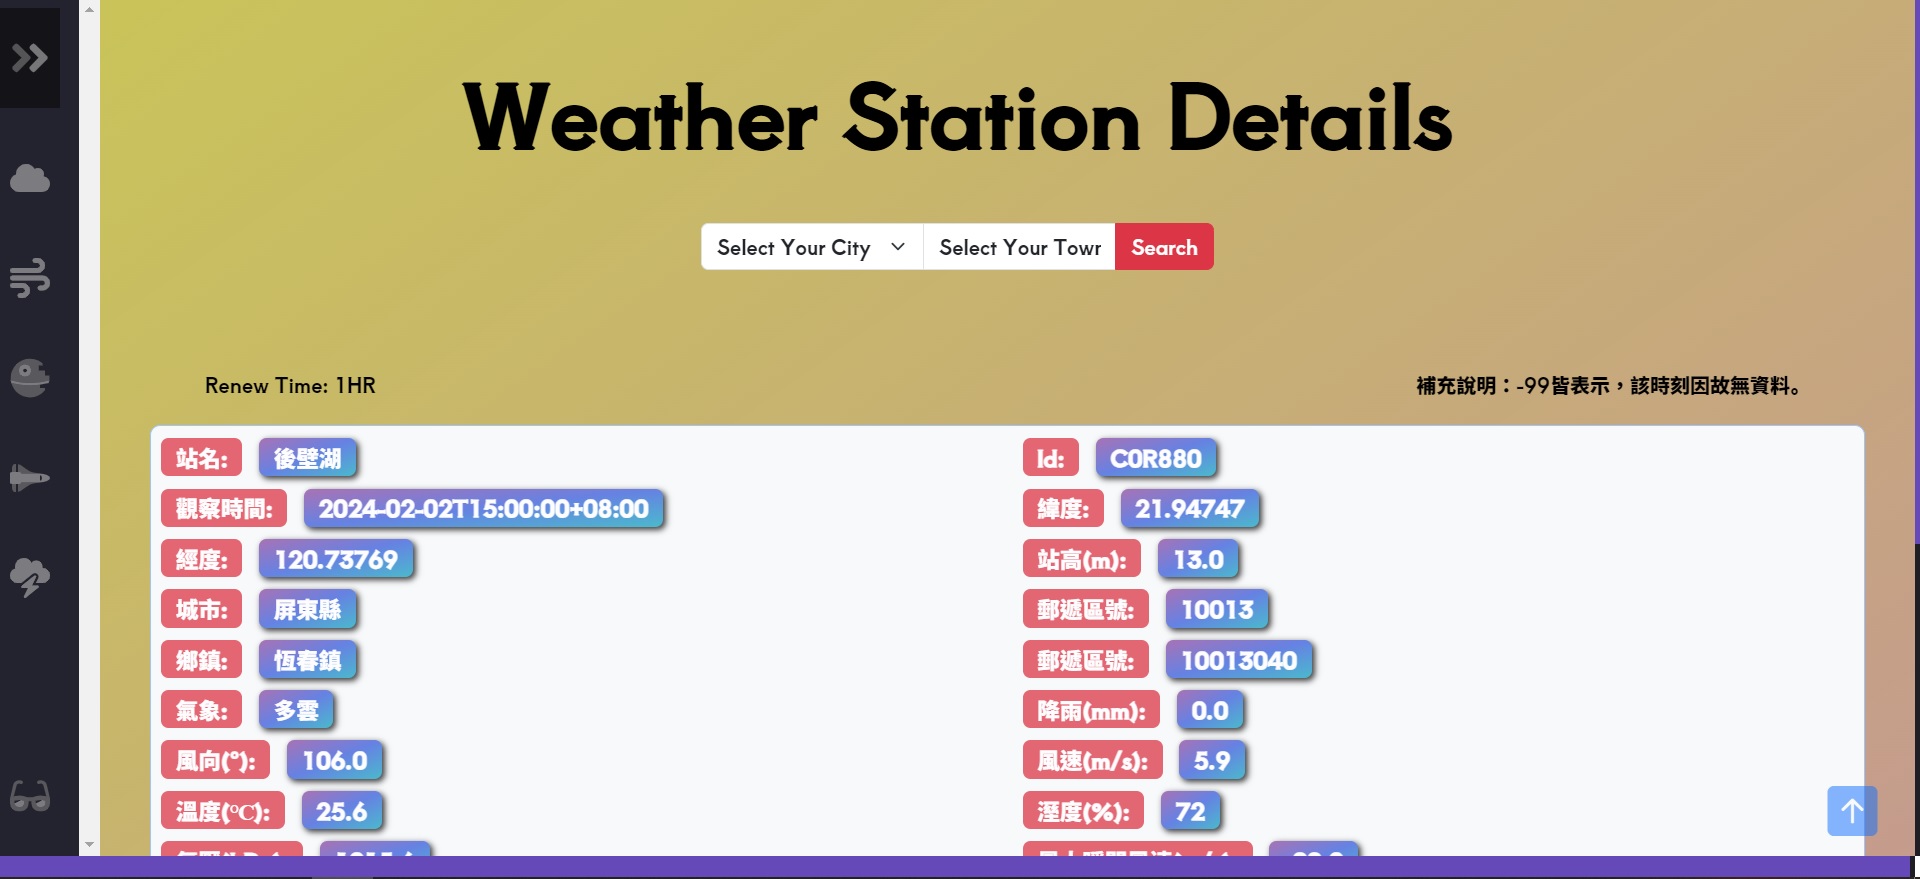 Weather Station Details
Select Your City Select Your Town Search
Renew Time: 1HR 補充說明：-99皆表示，該時刻因故無資料。
站名: 後壁湖 Id: C0R880
觀察時間: 2024-02-02T15:00:00+08:00 緯度: 21.94747
經度: 120.73769 站高(m): 13.0
城市: 屏東縣 郵遞區號: 10013
鄉鎮: 恆春鎮 郵遞區號: 10013040
氣象: 多雲 降雨(mm): 0.0
風向(°): 106.0 風速(m/s): 5.9
溫度(℃): 25.6 溼度(%): 72